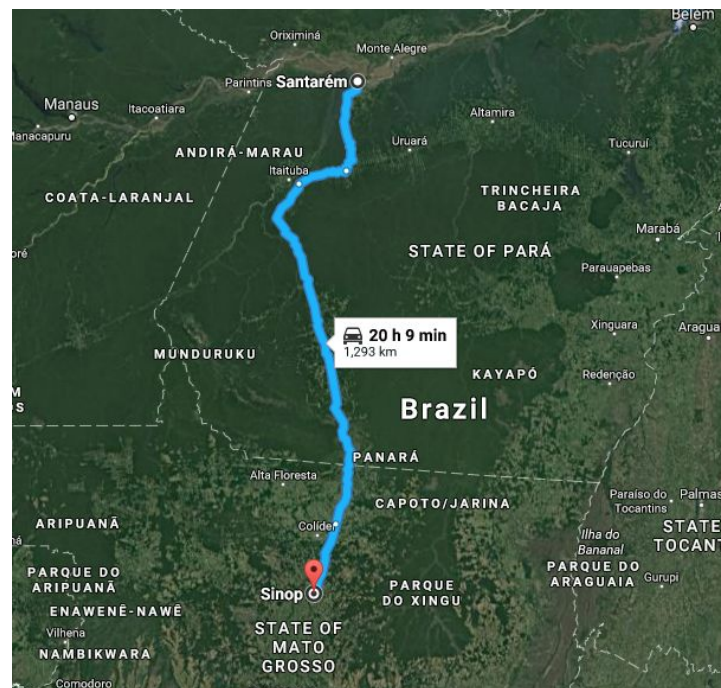 Belém
Oriximiná
Monte Alegre
Santarém
Parintins
Manaus
Itacoatiara
Manacapuru
Altamira
Uruará
Tucuruí
ANDIRÁ-MARAU
Itaituba
TRINCHEIRA
BACAJA
COATA-LARANJAL
Marabá
STATE OF PARÁ
Parauapebas
20 h 9 min
1,293 km
Xinguara
Aragua
MUNDURUKU
KAYAPÓ
Redenção
Brazil
PANARÁ
Alta Floresta
CAPOTO/JARINA
Paraíso do
Tocantins
Palmas
ARIPUANÃ
Colíder
STATE
TOCANT
Ilha do
Bananal
PARQUE DO
ARIPUANÃ
PARQUE DO
ARAGUAIA
Gurupi
Sinop
PARQUE
DO XINGU
ENAWENÊ-NAWÊ
STATE OF
MATO
GROSSO
Vilhena
NAMBIKWARA
Comodoro